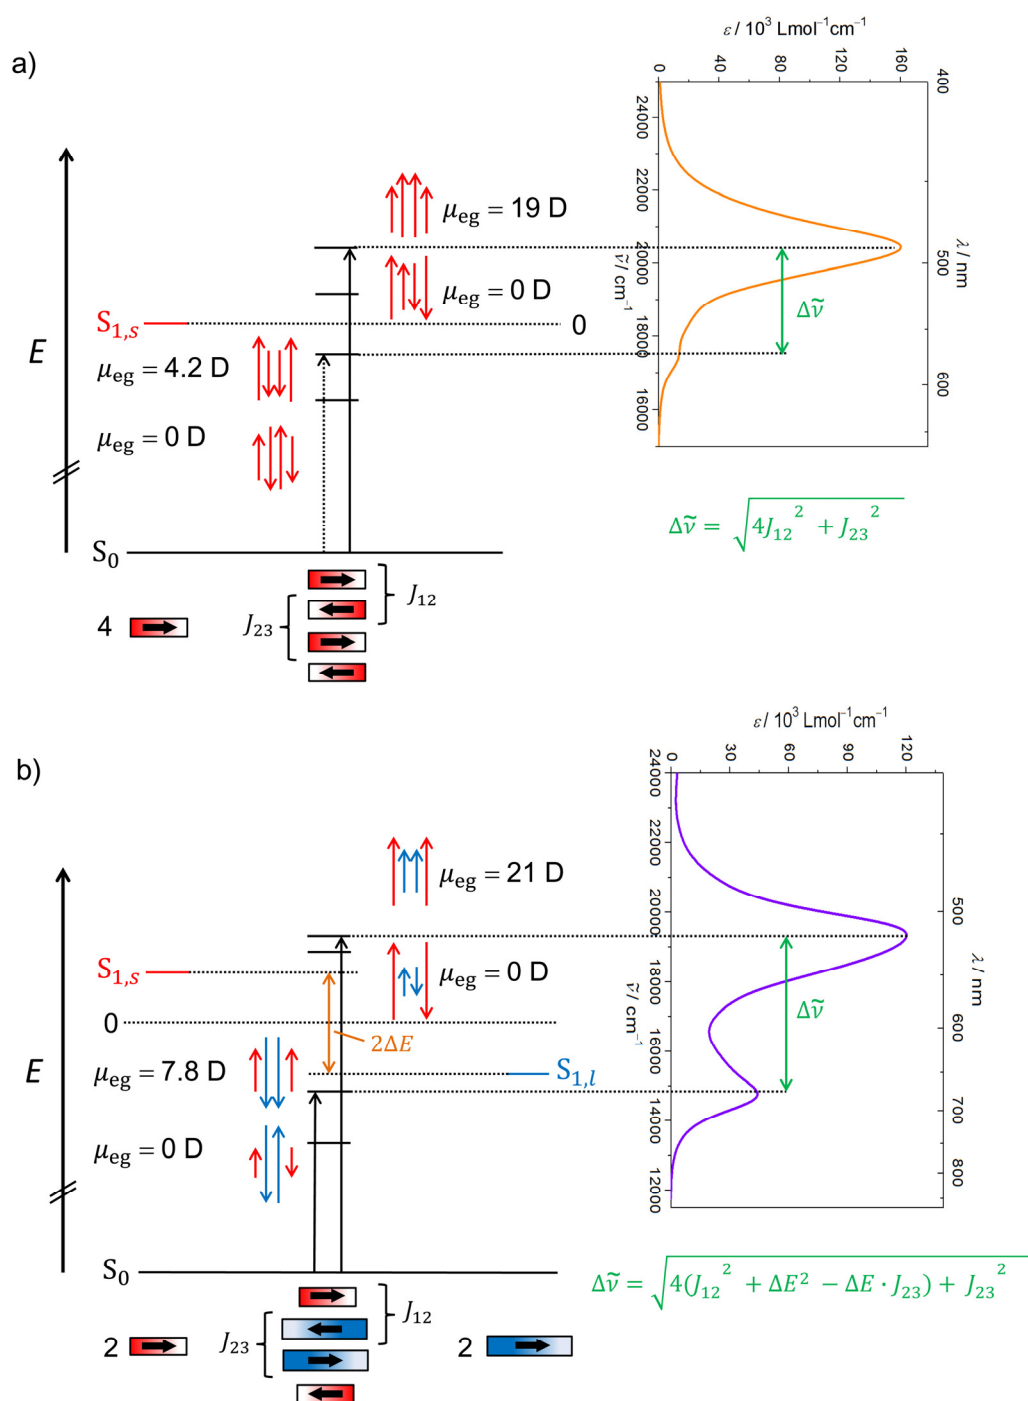 a)
ε / 10³ Lmol⁻¹cm⁻¹
0 40 80 120 160
400 500 600
λ / nm
24000 22000 20000 18000 16000
ν̃ / cm⁻¹
Δν̃
E
μeg = 19 D
μeg = 0 D
S1,s
0
μeg = 4.2 D
μeg = 0 D
S0
J12
J23
4
Δν̃ = √4J12² + J23²
b)
ε / 10³ Lmol⁻¹cm⁻¹
0 30 60 90 120
500 600 700 800
λ / nm
24000 22000 20000 18000 16000 14000 12000
ν̃ / cm⁻¹
Δν̃
E
μeg = 21 D
μeg = 0 D
S1,s
0
2ΔE
S1,l
μeg = 7.8 D
μeg = 0 D
S0
J12
J23
2
2
Δν̃ = √4(J12² + ΔE² − ΔE · J23) + J23²